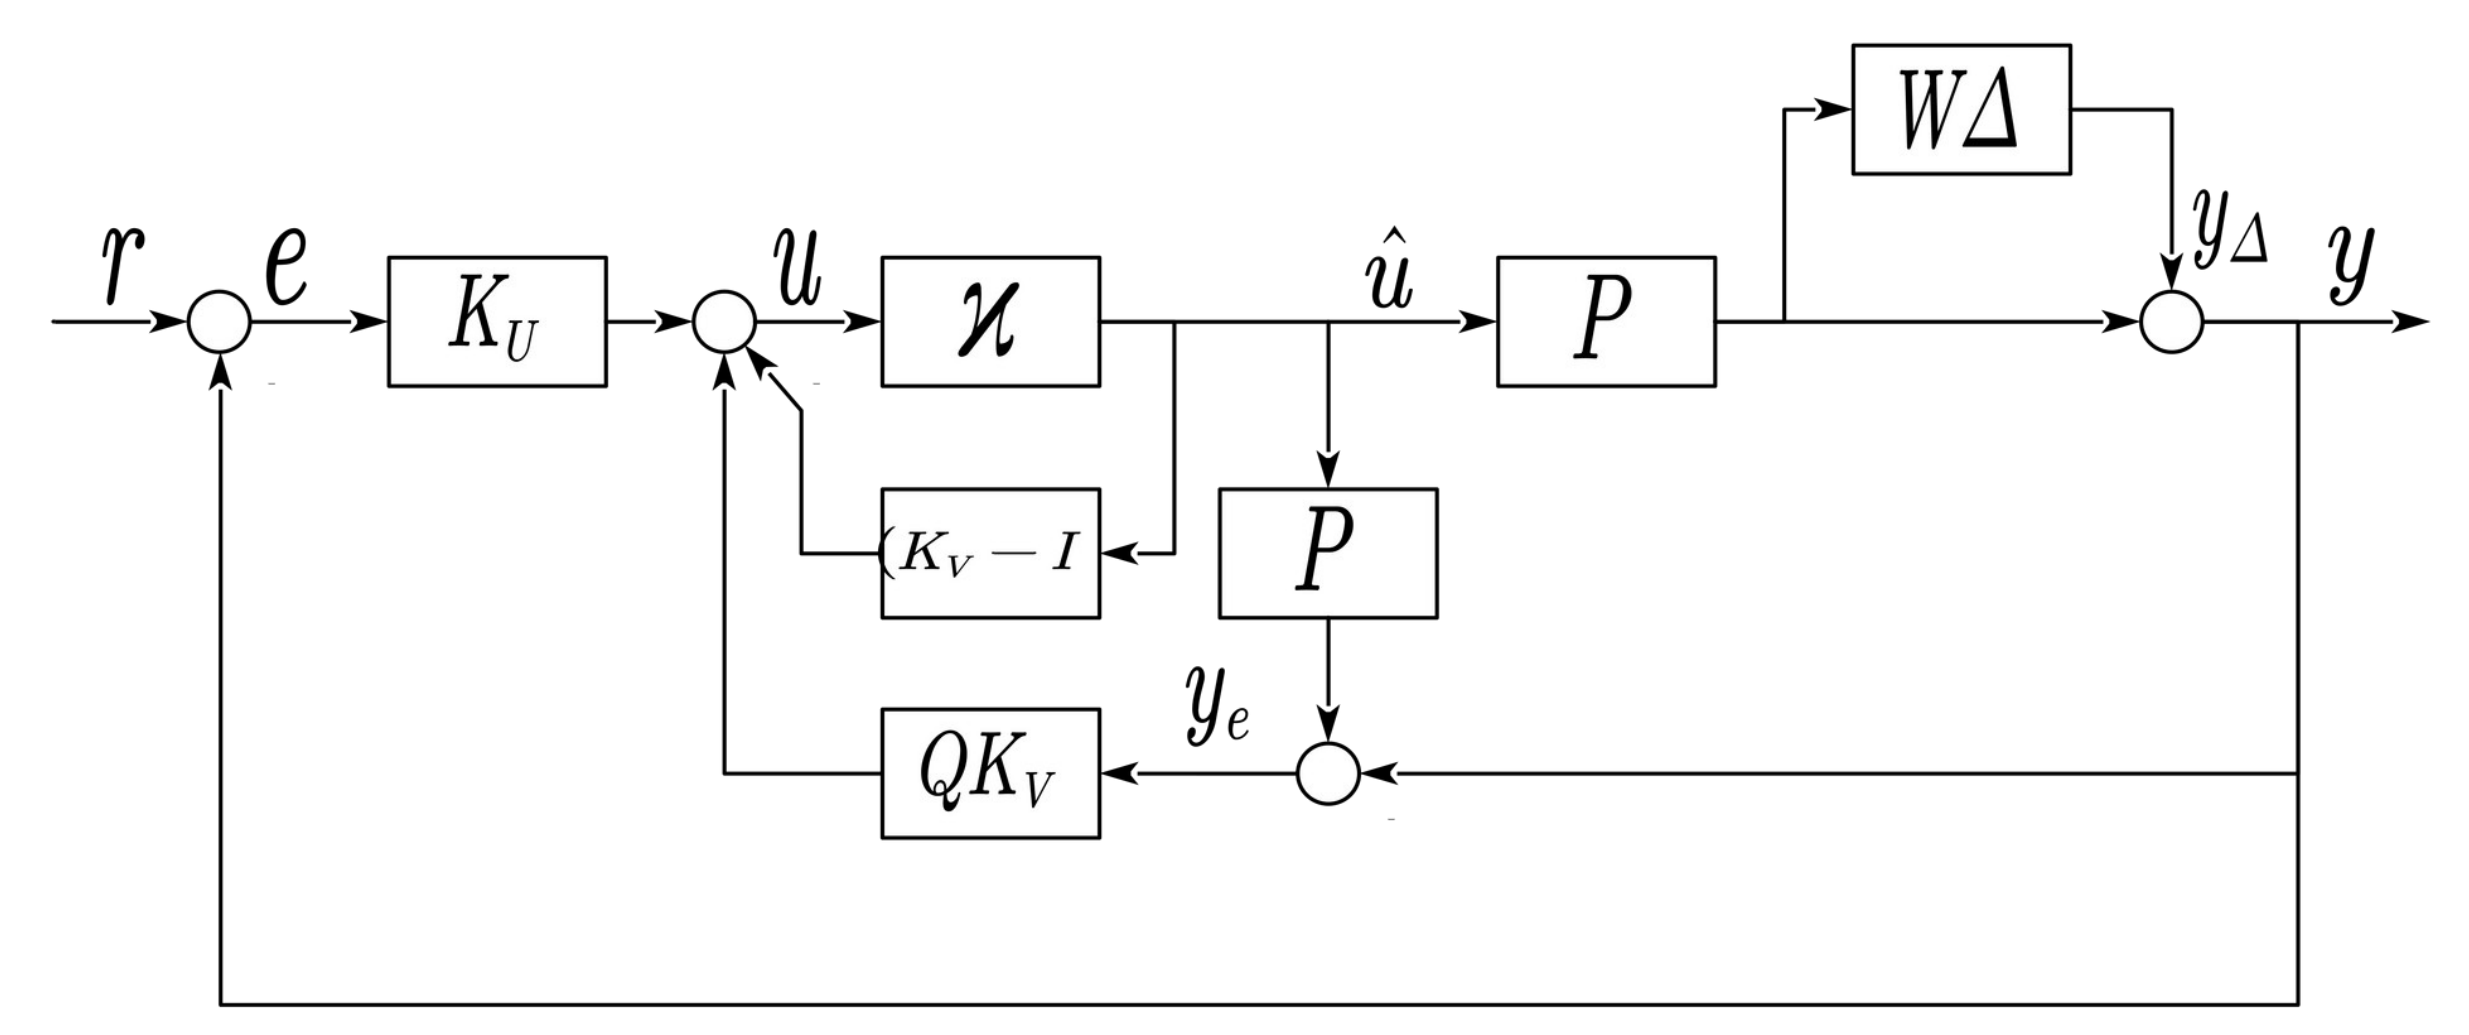 WΔ
r
e
K_U
u
ϰ
û
P
y_Δ
y
-
-
(K_V − I
P
QK_V
y_e
-